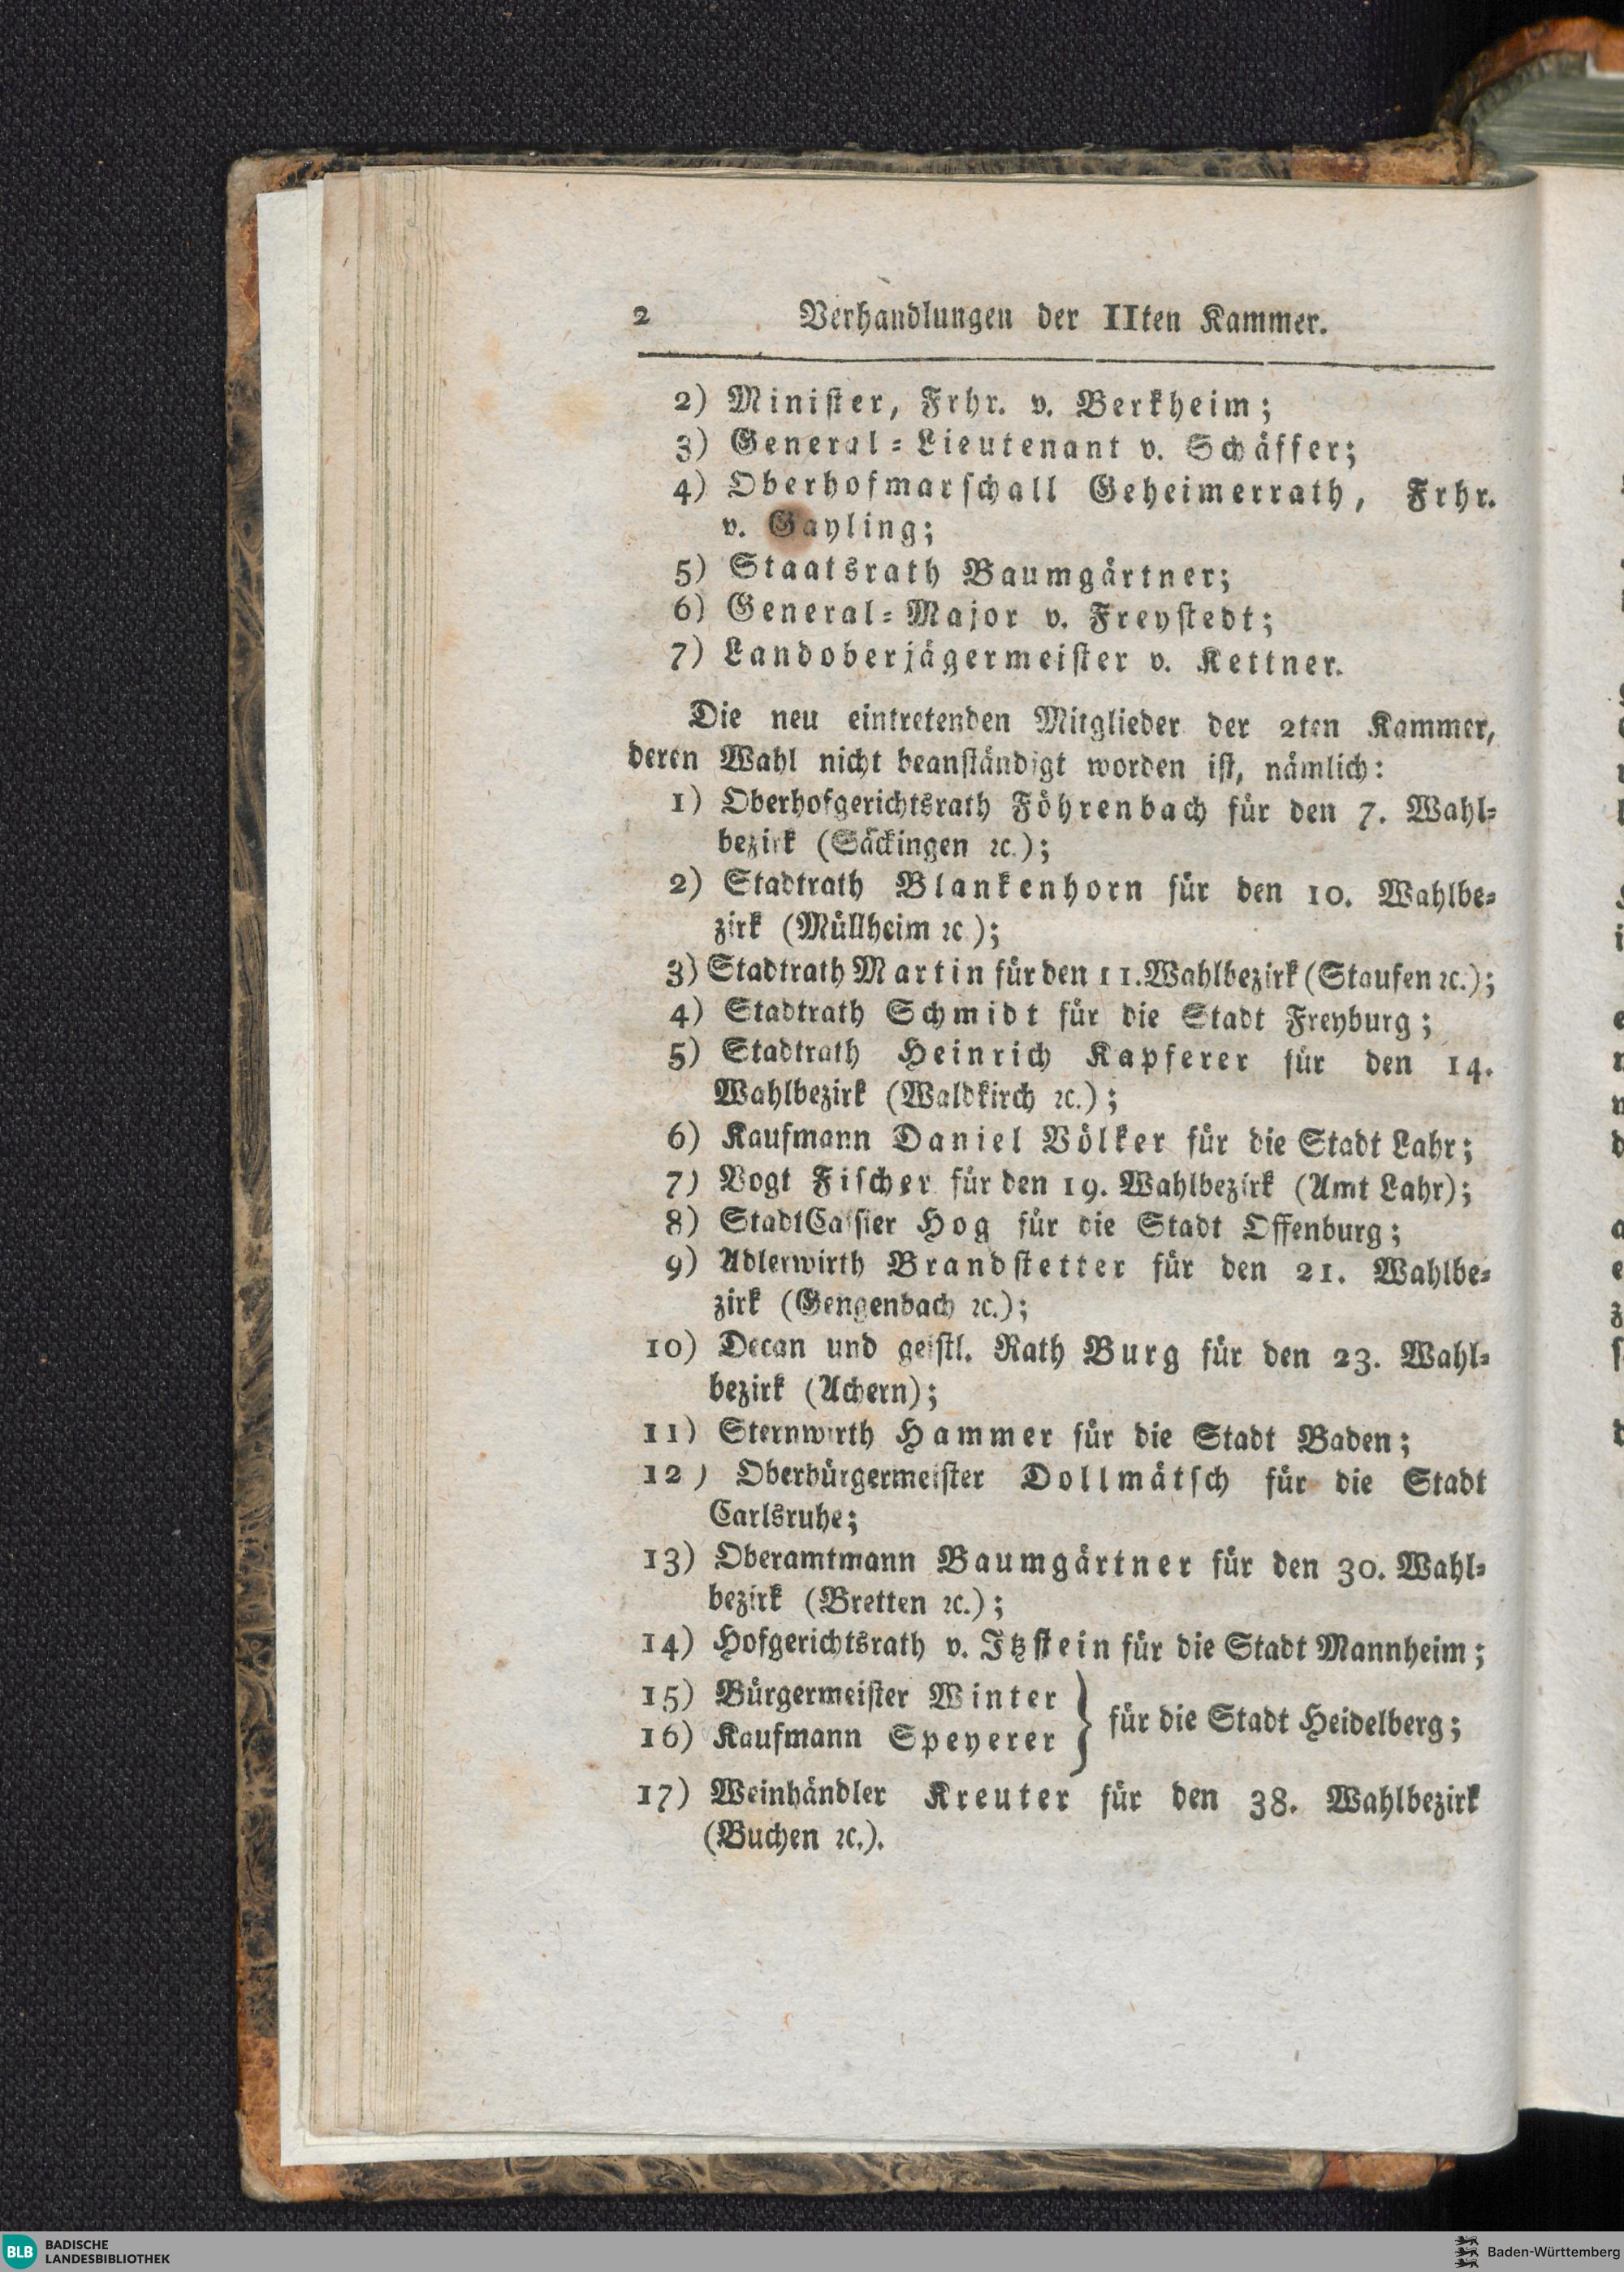 2 Verhandlungen der IIten Kammer.
2) Minister, Frhr. v. Berkheim;
3) General-Lieutenant v. Schäffer;
4) Oberhofmarschall Geheimerrath, Frhr.
v. Gayling;
5) Staatsrath Baumgärtner;
6) General-Major v. Freystedt;
7) Landoberjägermeister v. Kettner.
Die neu eintretenden Mitglieder der 2ten Kammer,
deren Wahl nicht beanständigt worden ist, nämlich:
1) Oberhofgerichtsrath Föhrenbach für den 7. Wahl-
bezirk (Säckingen ꝛc.);
2) Stadtrath Blankenhorn für den 10. Wahlbe-
zirk (Müllheim ꝛc );
3) Stadtrath Martin für den 11. Wahlbezirk (Staufen ꝛc.);
4) Stadtrath Schmidt für die Stadt Freyburg;
5) Stadtrath Heinrich Kapferer für den 14.
Wahlbezirk (Waldkirch ꝛc.);
6) Kaufmann Daniel Völker für die Stadt Lahr;
7) Vogt Fischer für den 19. Wahlbezirk (Amt Lahr);
8) StadtCassier Hog für die Stadt Offenburg;
9) Adlerwirth Brandstetter für den 21. Wahlbe-
zirk (Gengenbach ꝛc.);
10) Decan und geistl. Rath Burg für den 23. Wahl-
bezirk (Achern);
11) Sternwirth Hammer für die Stadt Baden;
12) Oberbürgermeister Dollmätsch für die Stadt
Carlsruhe;
13) Oberamtmann Baumgärtner für den 30. Wahl-
bezirk (Bretten ꝛc.);
14) Hofgerichtsrath v. Itzstein für die Stadt Mannheim;
15) Bürgermeister Winter
16) Kaufmann Speyerer } für die Stadt Heidelberg;
17) Weinhändler Kreuter für den 38. Wahlbezirk
(Buchen ꝛc.).
BLB BADISCHE
LANDESBIBLIOTHEK
Baden-Württemberg